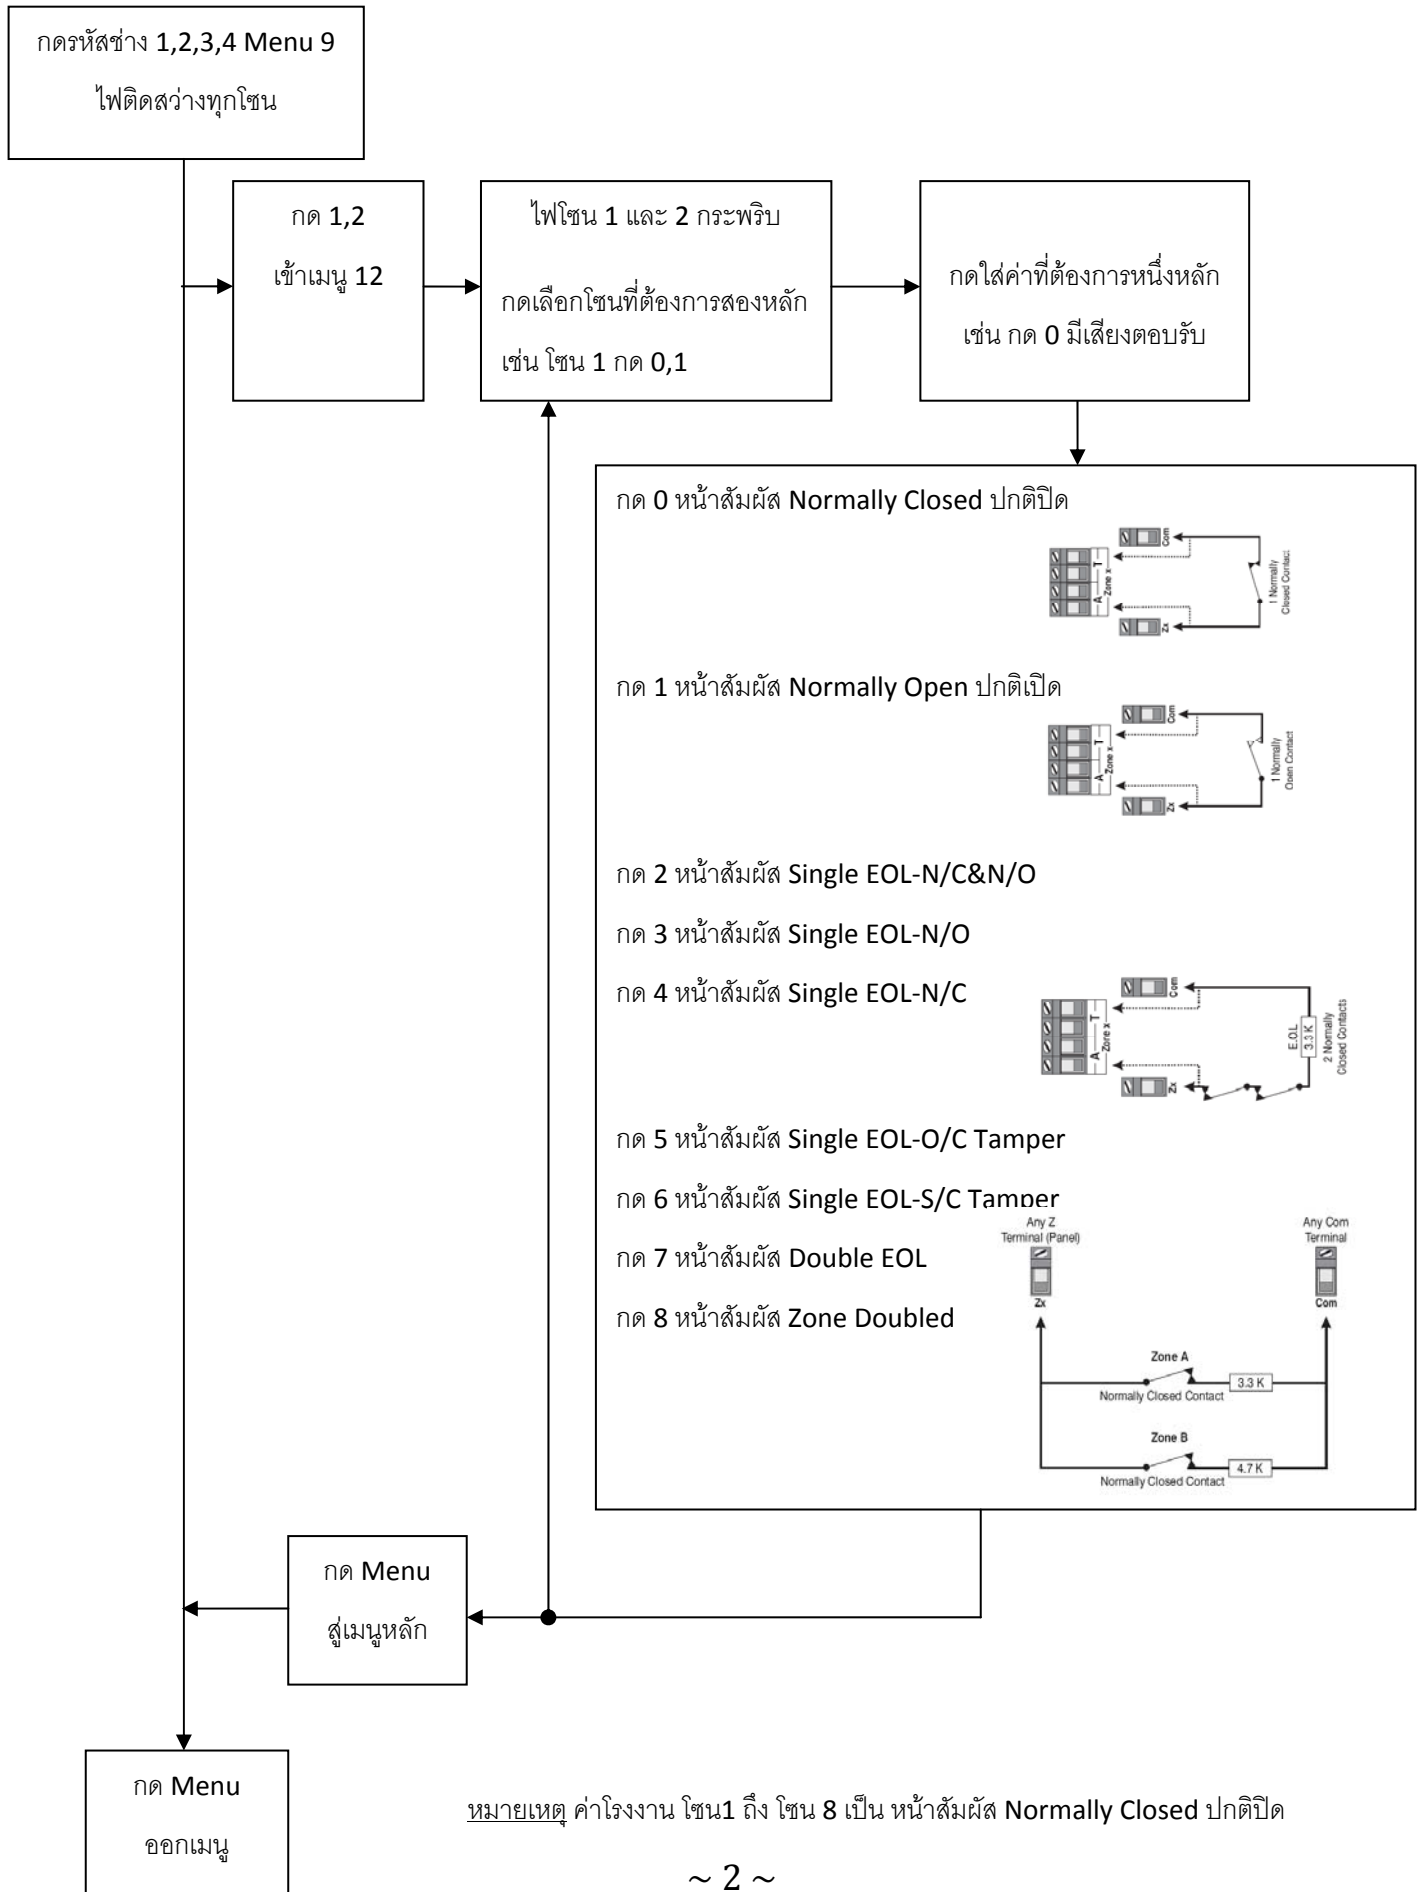 กดรหัสช่าง 1,2,3,4 Menu 9
ไฟติดสว่างทุกโซน
กด 1,2
เข้าเมนู 12
ไฟโซน 1 และ 2 กระพริบ
กดเลือกโซนที่ต้องการสองหลัก
เช่น โซน 1 กด 0,1
กดใส่ค่าที่ต้องการหนึ่งหลัก
เช่น กด 0 มีเสียงตอบรับ
กด 0 หน้าสัมผัส Normally Closed ปกติปิด
Com
T
A
Zone x
Zx
1 Normally
Closed Contact
กด 1 หน้าสัมผัส Normally Open ปกติเปิด
Com
T
A
Zone x
Zx
1 Normally
Open Contact
กด 2 หน้าสัมผัส Single EOL-N/C&N/O
กด 3 หน้าสัมผัส Single EOL-N/O
กด 4 หน้าสัมผัส Single EOL-N/C
Com
T
A
Zone x
Zx
E.O.L
3.3 K
2 Normally
Closed Contacts
กด 5 หน้าสัมผัส Single EOL-O/C Tamper
กด 6 หน้าสัมผัส Single EOL-S/C Tamper
กด 7 หน้าสัมผัส Double EOL
กด 8 หน้าสัมผัส Zone Doubled
Any Z
Terminal (Panel)
Zx
Any Com
Terminal
Com
Zone A
3.3 K
Normally Closed Contact
Zone B
4.7 K
Normally Closed Contact
กด Menu
สู่เมนูหลัก
กด Menu
ออกเมนู
หมายเหตุ ค่าโรงงาน โซน1 ถึง โซน 8 เป็น หน้าสัมผัส Normally Closed ปกติปิด
~ 2 ~